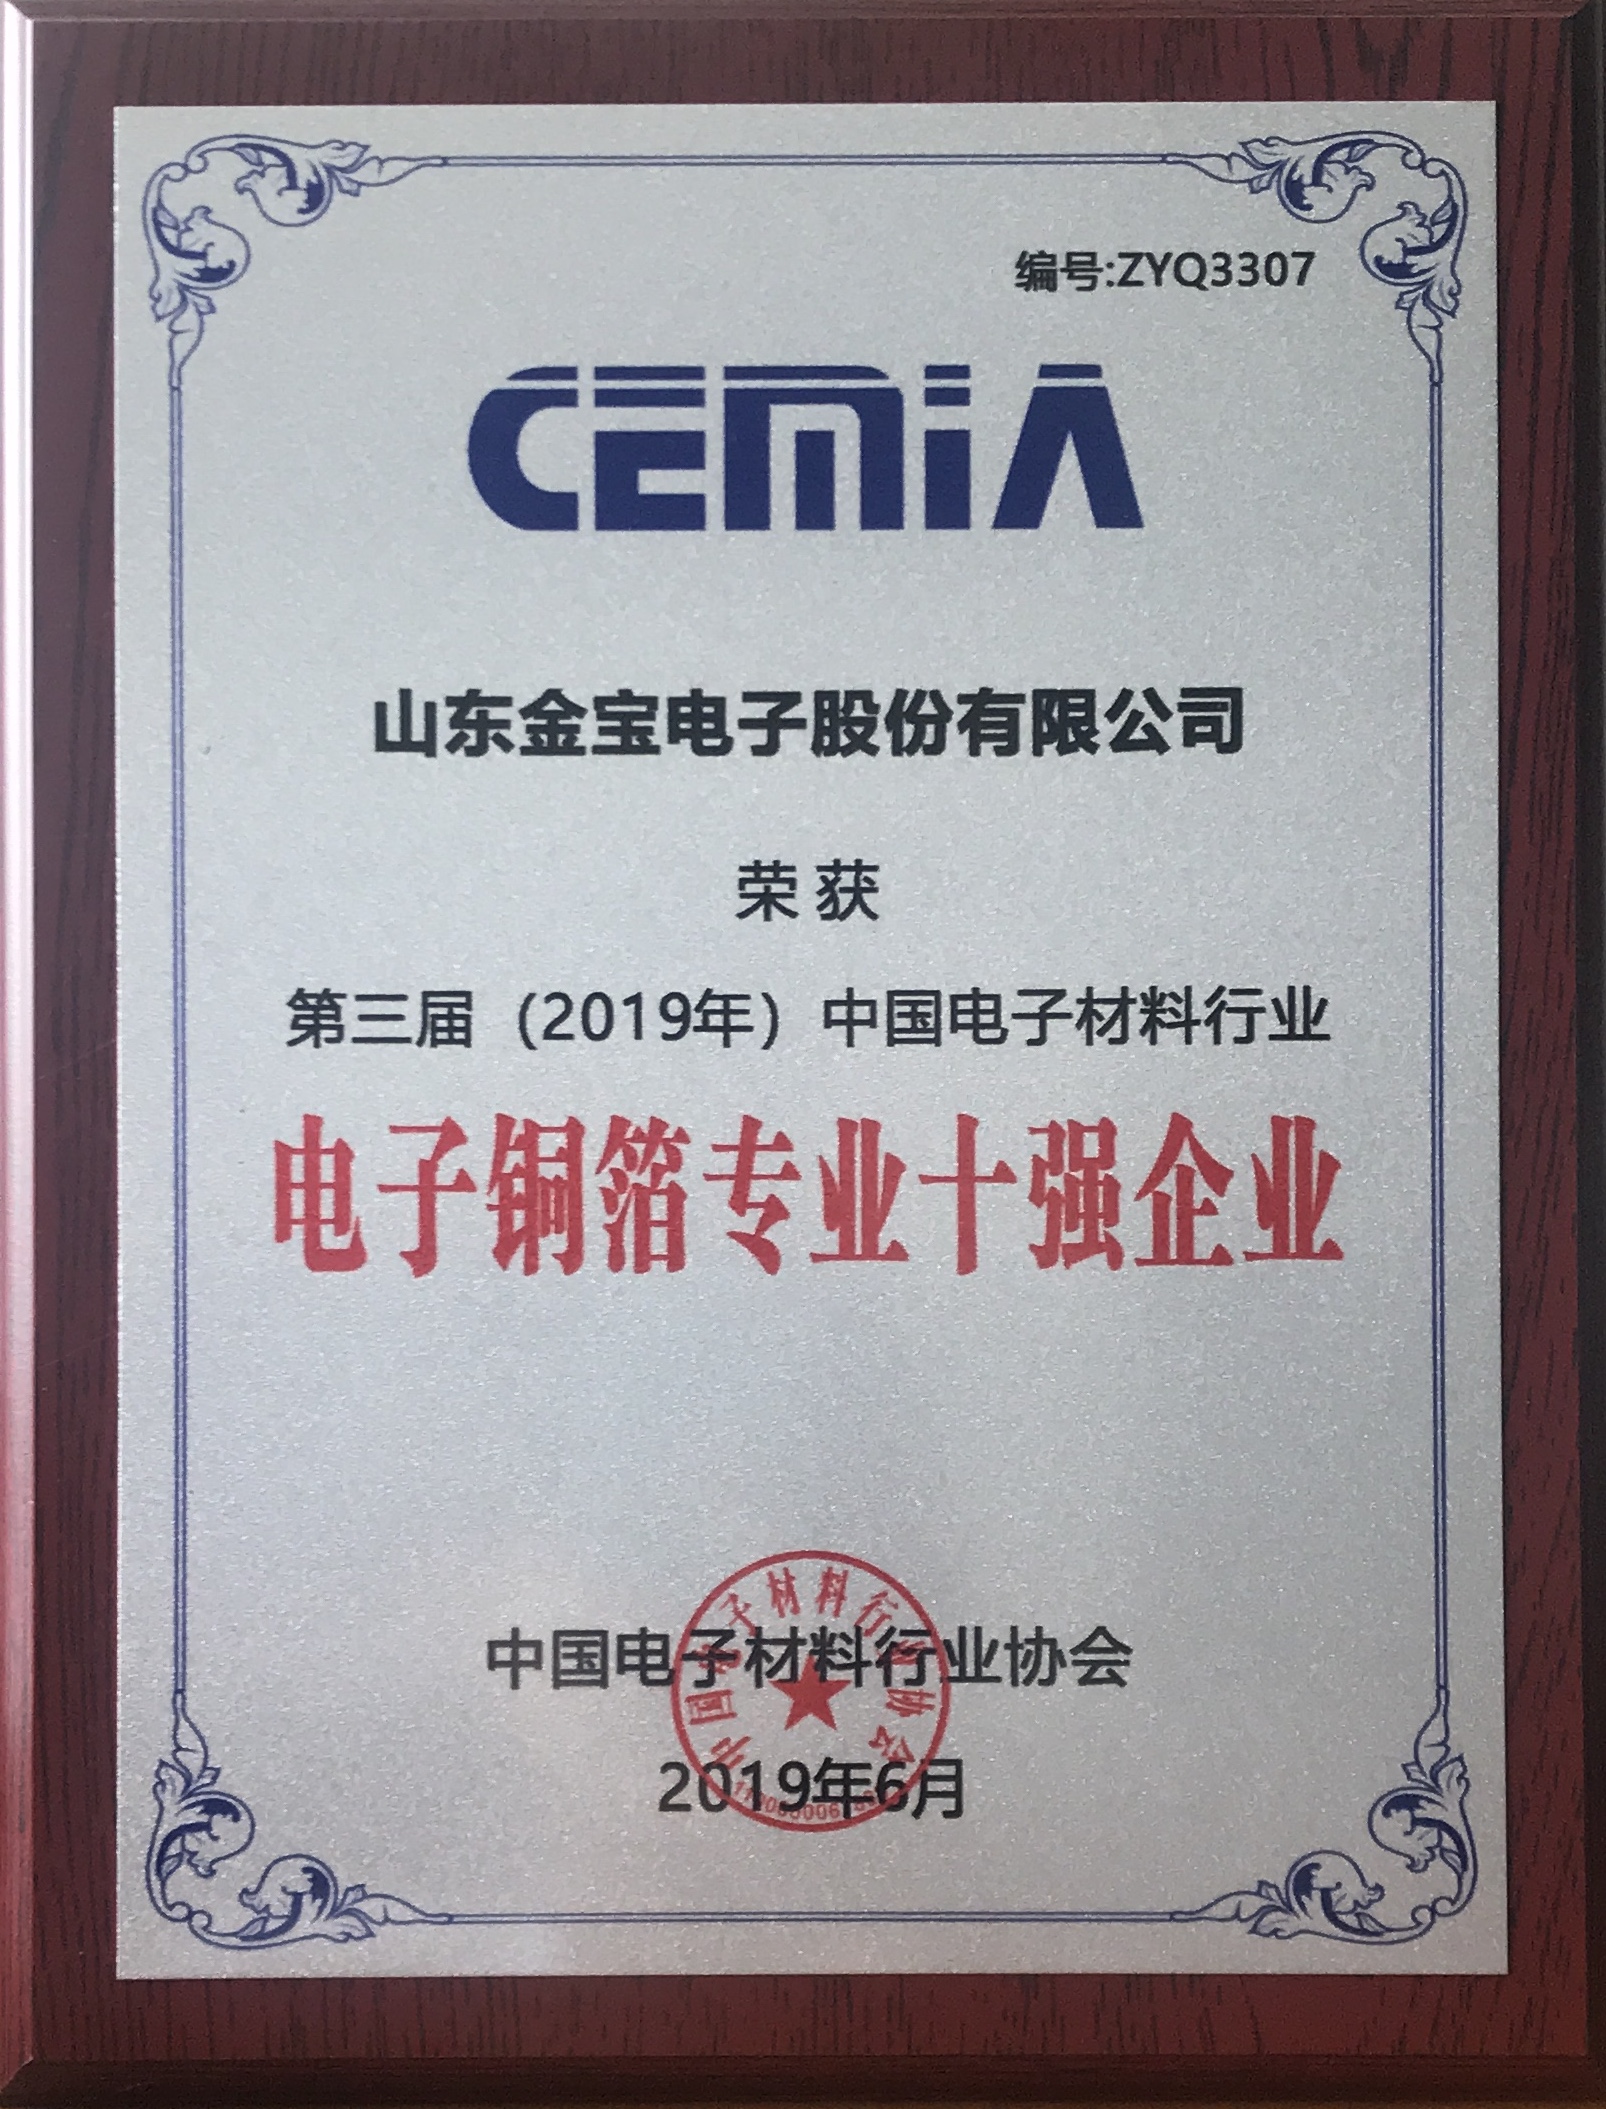 编号:ZYQ3307
CEMiA
山东金宝电子股份有限公司
荣获
第三届（2019年）中国电子材料行业
电子铜箔专业十强企业
中国电子材料行业协会
2019年6月